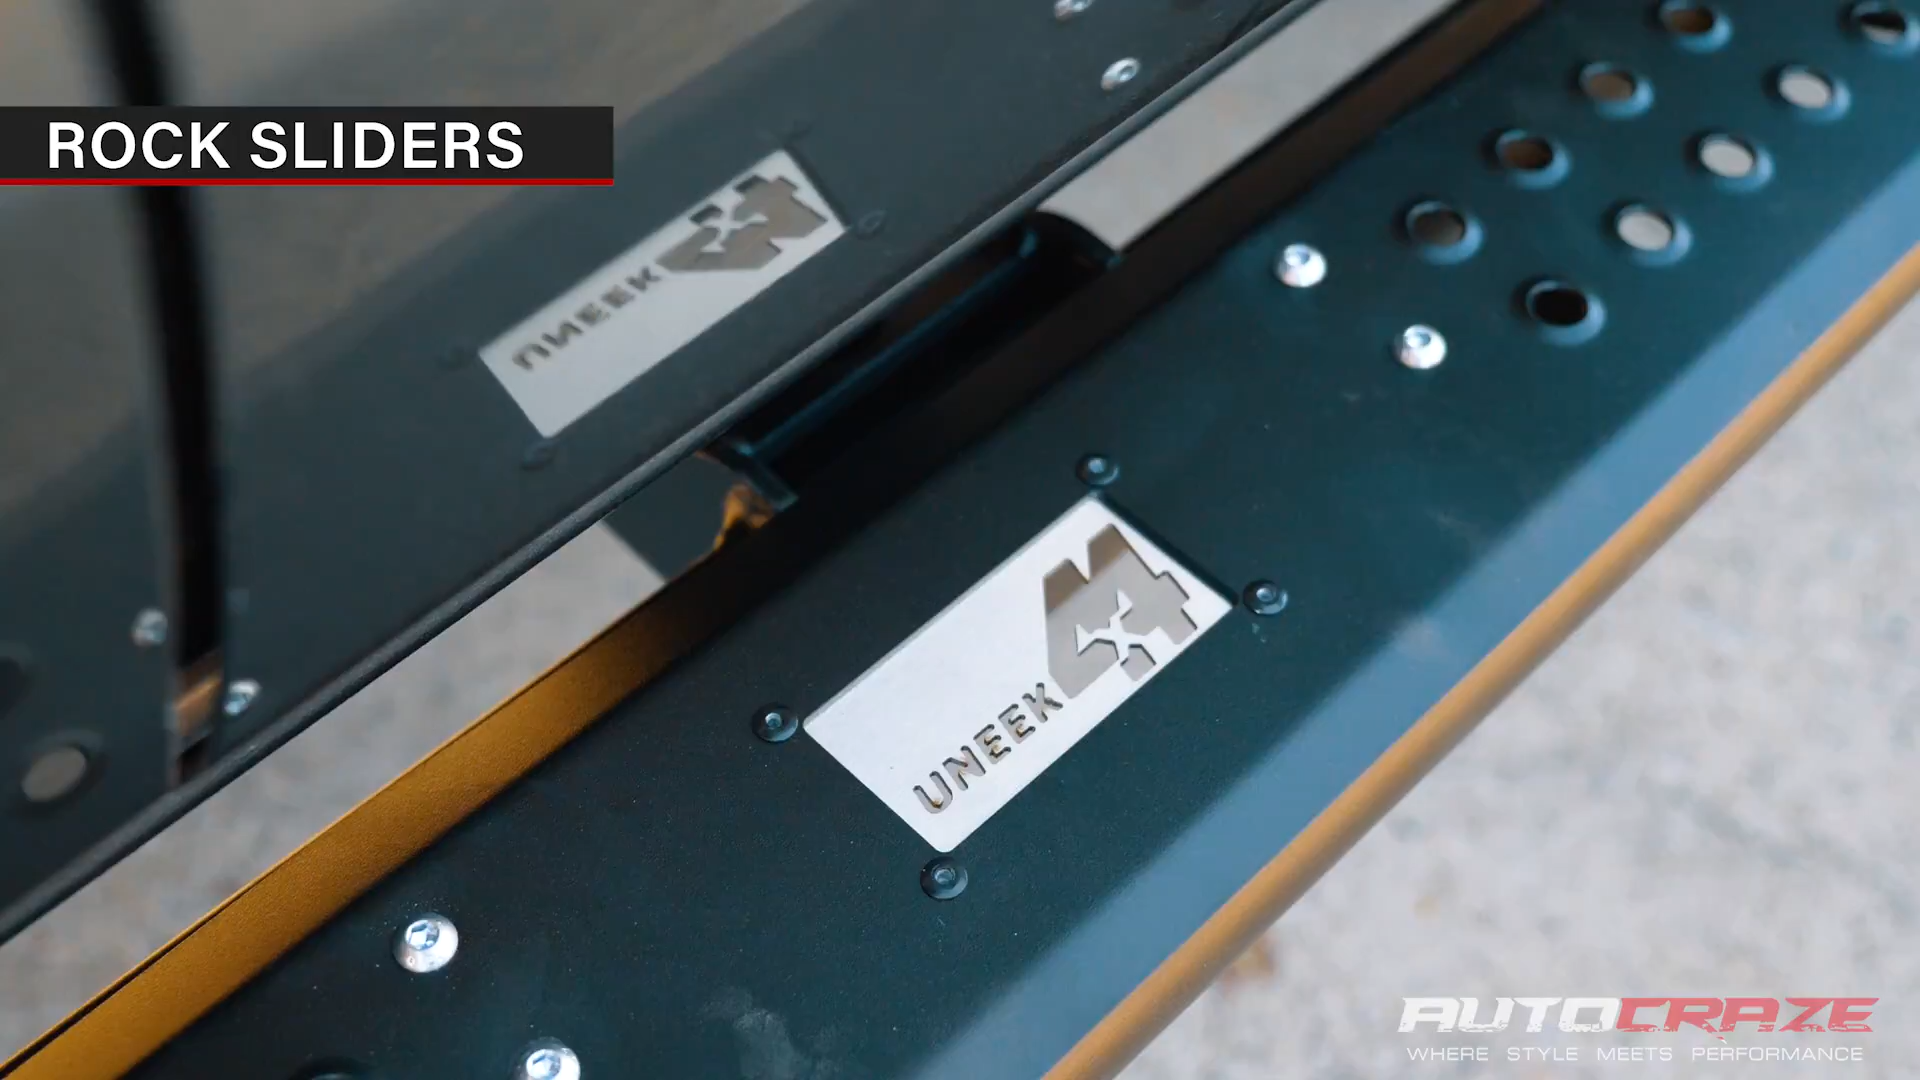 ROCK SLIDERS
UNEEK
4x4
UNEEK
4x4
AUTOCRAZE
WHERE STYLE MEETS PERFORMANCE